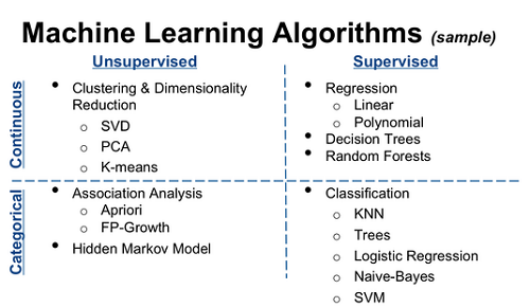 Machine Learning Algorithms (sample)
Unsupervised
Supervised
Continuous
• Clustering & Dimensionality
Reduction
o SVD
o PCA
o K-means
• Regression
o Linear
o Polynomial
• Decision Trees
• Random Forests
Categorical
• Association Analysis
o Apriori
o FP-Growth
• Hidden Markov Model
• Classification
o KNN
o Trees
o Logistic Regression
o Naive-Bayes
o SVM